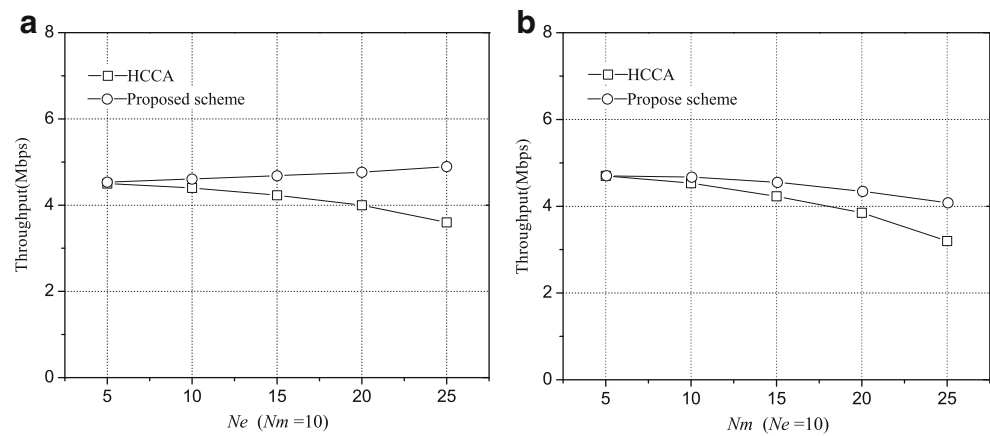 a
8
6
4
2
0
Throughput(Mbps)
HCCA
Proposed scheme
5 10 15 20 25
Ne (Nm =10)
b
8
6
4
2
0
Throughput(Mbps)
HCCA
Propose scheme
5 10 15 20 25
Nm (Ne =10)